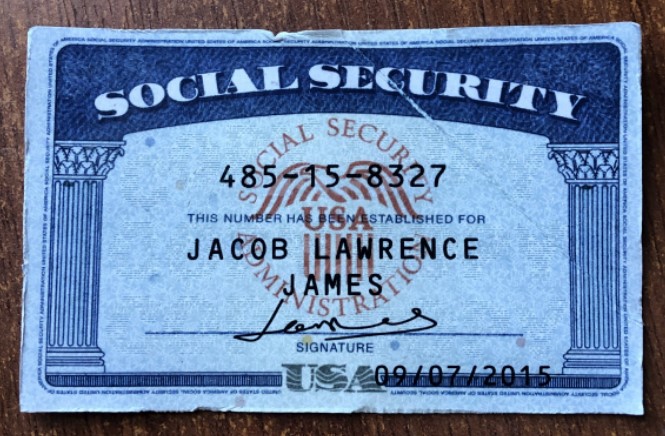 SOCIAL SECURITY
SOCIAL SECURITY ADMINISTRATION
485-15-8327
THIS NUMBER HAS BEEN ESTABLISHED FOR
USA
JACOB LAWRENCE
JAMES
James
SIGNATURE
USA 09/07/2015